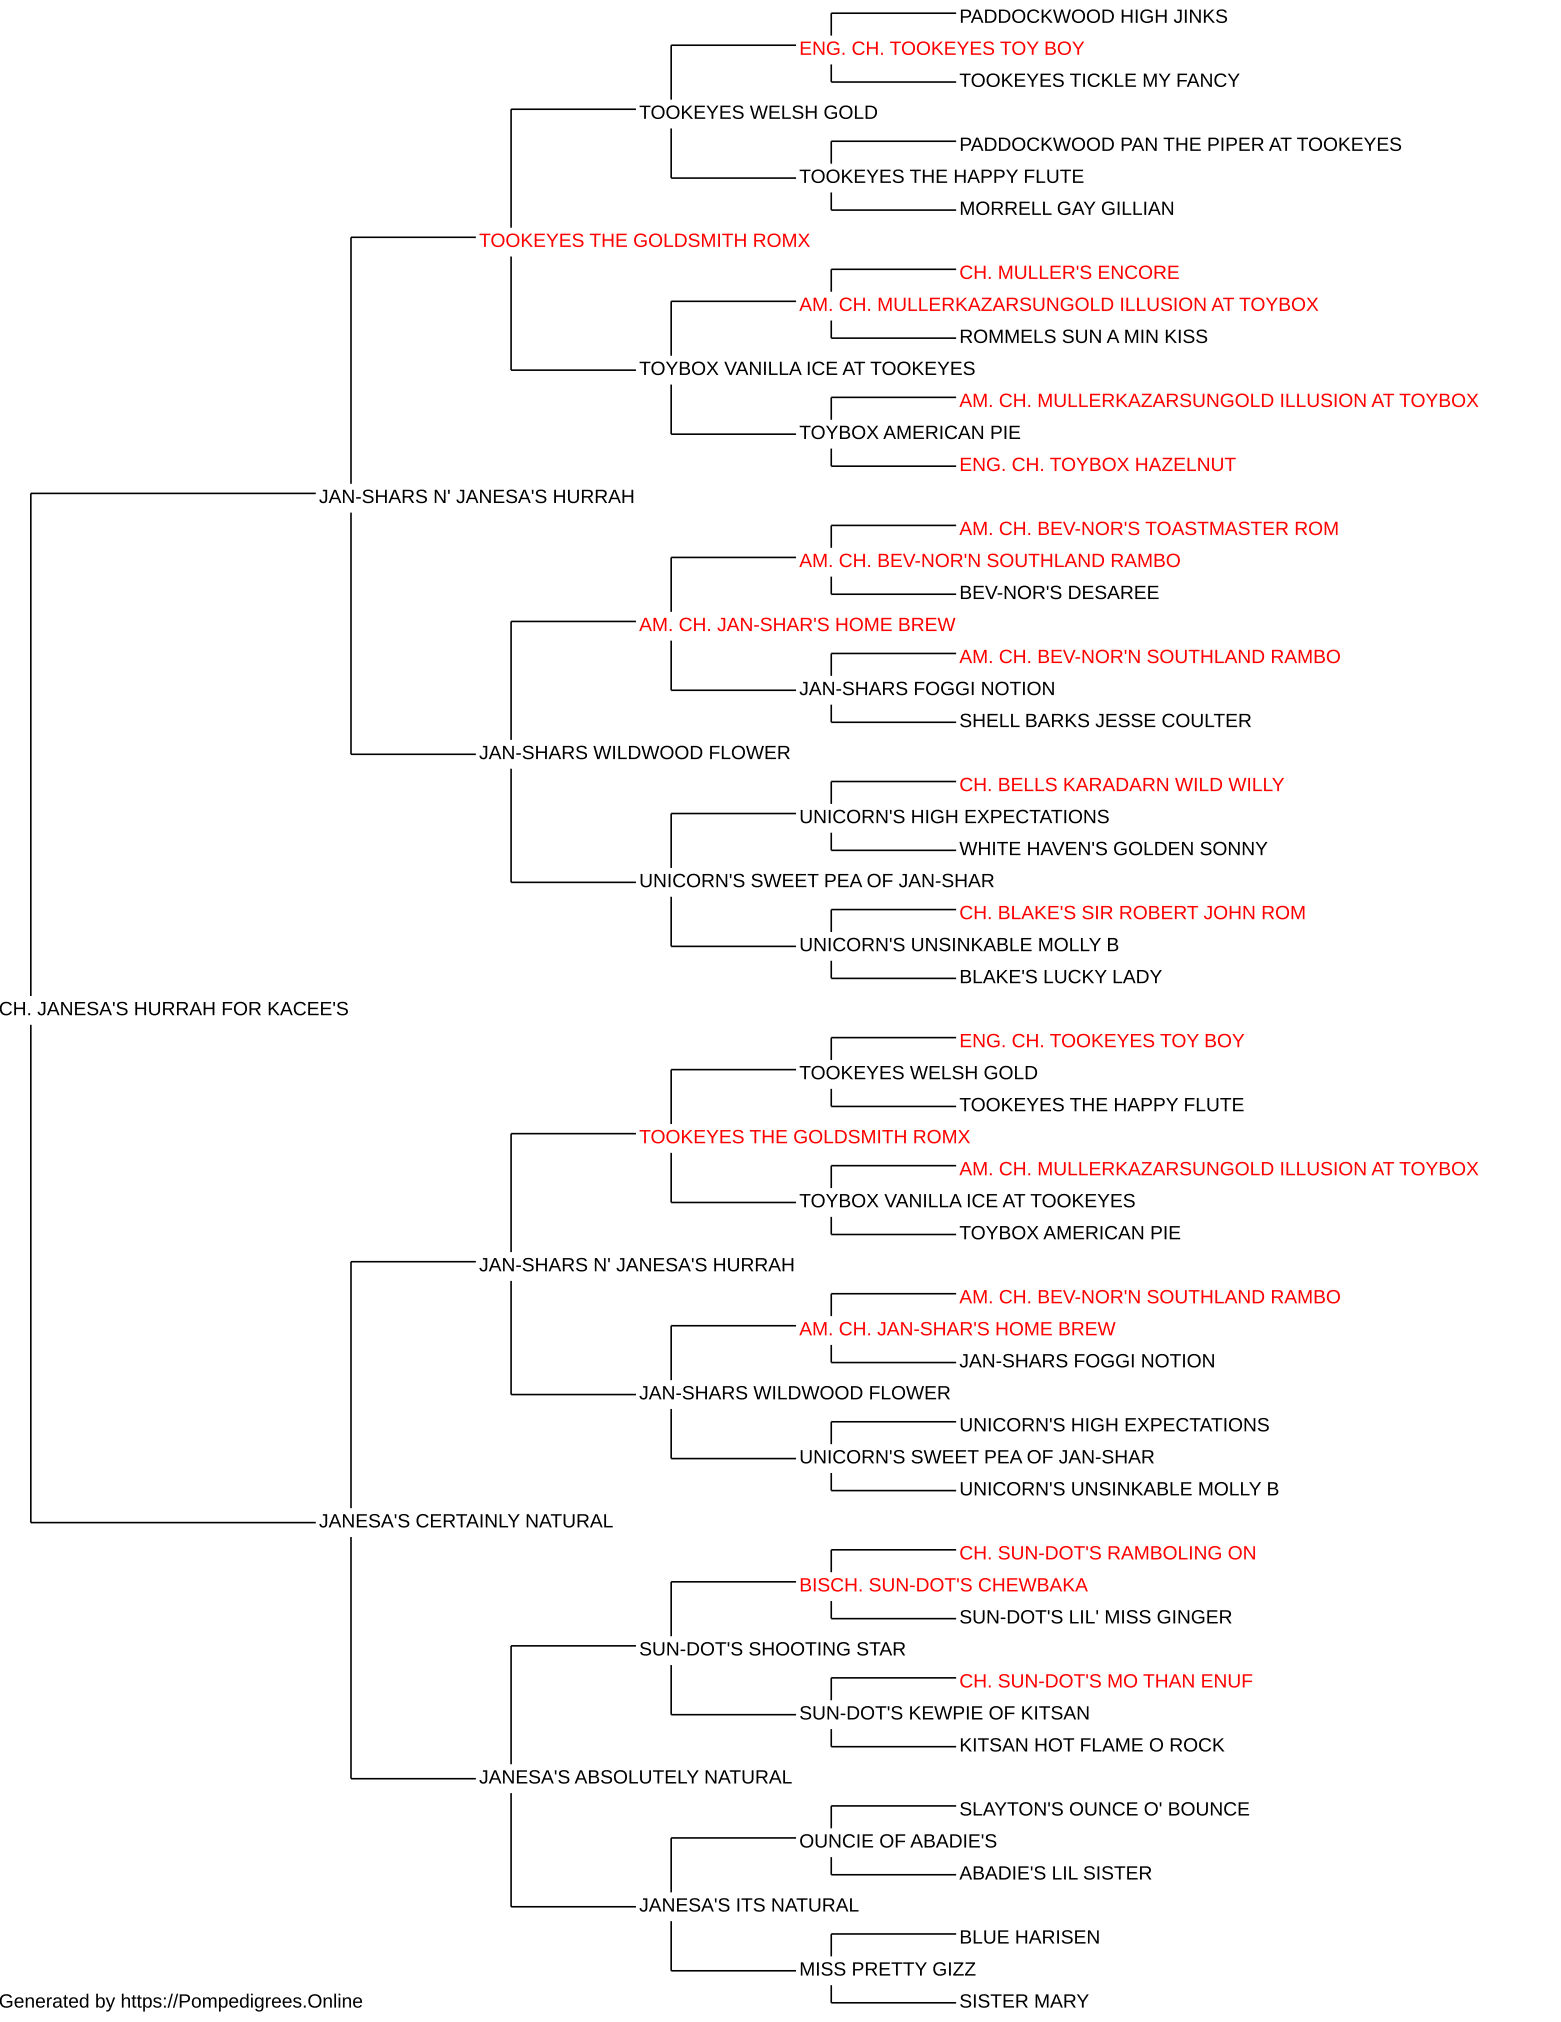 PADDOCKWOOD HIGH JINKS
ENG. CH. TOOKEYES TOY BOY
TOOKEYES TICKLE MY FANCY
TOOKEYES WELSH GOLD
PADDOCKWOOD PAN THE PIPER AT TOOKEYES
TOOKEYES THE HAPPY FLUTE
MORRELL GAY GILLIAN
TOOKEYES THE GOLDSMITH ROMX
CH. MULLER'S ENCORE
AM. CH. MULLERKAZARSUNGOLD ILLUSION AT TOYBOX
ROMMELS SUN A MIN KISS
TOYBOX VANILLA ICE AT TOOKEYES
AM. CH. MULLERKAZARSUNGOLD ILLUSION AT TOYBOX
TOYBOX AMERICAN PIE
ENG. CH. TOYBOX HAZELNUT
JAN-SHARS N' JANESA'S HURRAH
AM. CH. BEV-NOR'S TOASTMASTER ROM
AM. CH. BEV-NOR'N SOUTHLAND RAMBO
BEV-NOR'S DESAREE
AM. CH. JAN-SHAR'S HOME BREW
AM. CH. BEV-NOR'N SOUTHLAND RAMBO
JAN-SHARS FOGGI NOTION
SHELL BARKS JESSE COULTER
JAN-SHARS WILDWOOD FLOWER
CH. BELLS KARADARN WILD WILLY
UNICORN'S HIGH EXPECTATIONS
WHITE HAVEN'S GOLDEN SONNY
UNICORN'S SWEET PEA OF JAN-SHAR
CH. BLAKE'S SIR ROBERT JOHN ROM
UNICORN'S UNSINKABLE MOLLY B
BLAKE'S LUCKY LADY
CH. JANESA'S HURRAH FOR KACEE'S
ENG. CH. TOOKEYES TOY BOY
TOOKEYES WELSH GOLD
TOOKEYES THE HAPPY FLUTE
TOOKEYES THE GOLDSMITH ROMX
AM. CH. MULLERKAZARSUNGOLD ILLUSION AT TOYBOX
TOYBOX VANILLA ICE AT TOOKEYES
TOYBOX AMERICAN PIE
JAN-SHARS N' JANESA'S HURRAH
AM. CH. BEV-NOR'N SOUTHLAND RAMBO
AM. CH. JAN-SHAR'S HOME BREW
JAN-SHARS FOGGI NOTION
JAN-SHARS WILDWOOD FLOWER
UNICORN'S HIGH EXPECTATIONS
UNICORN'S SWEET PEA OF JAN-SHAR
UNICORN'S UNSINKABLE MOLLY B
JANESA'S CERTAINLY NATURAL
CH. SUN-DOT'S RAMBOLING ON
BISCH. SUN-DOT'S CHEWBAKA
SUN-DOT'S LIL' MISS GINGER
SUN-DOT'S SHOOTING STAR
CH. SUN-DOT'S MO THAN ENUF
SUN-DOT'S KEWPIE OF KITSAN
KITSAN HOT FLAME O ROCK
JANESA'S ABSOLUTELY NATURAL
SLAYTON'S OUNCE O' BOUNCE
OUNCIE OF ABADIE'S
ABADIE'S LIL SISTER
JANESA'S ITS NATURAL
BLUE HARISEN
MISS PRETTY GIZZ
SISTER MARY
Generated by https://Pompedigrees.Online